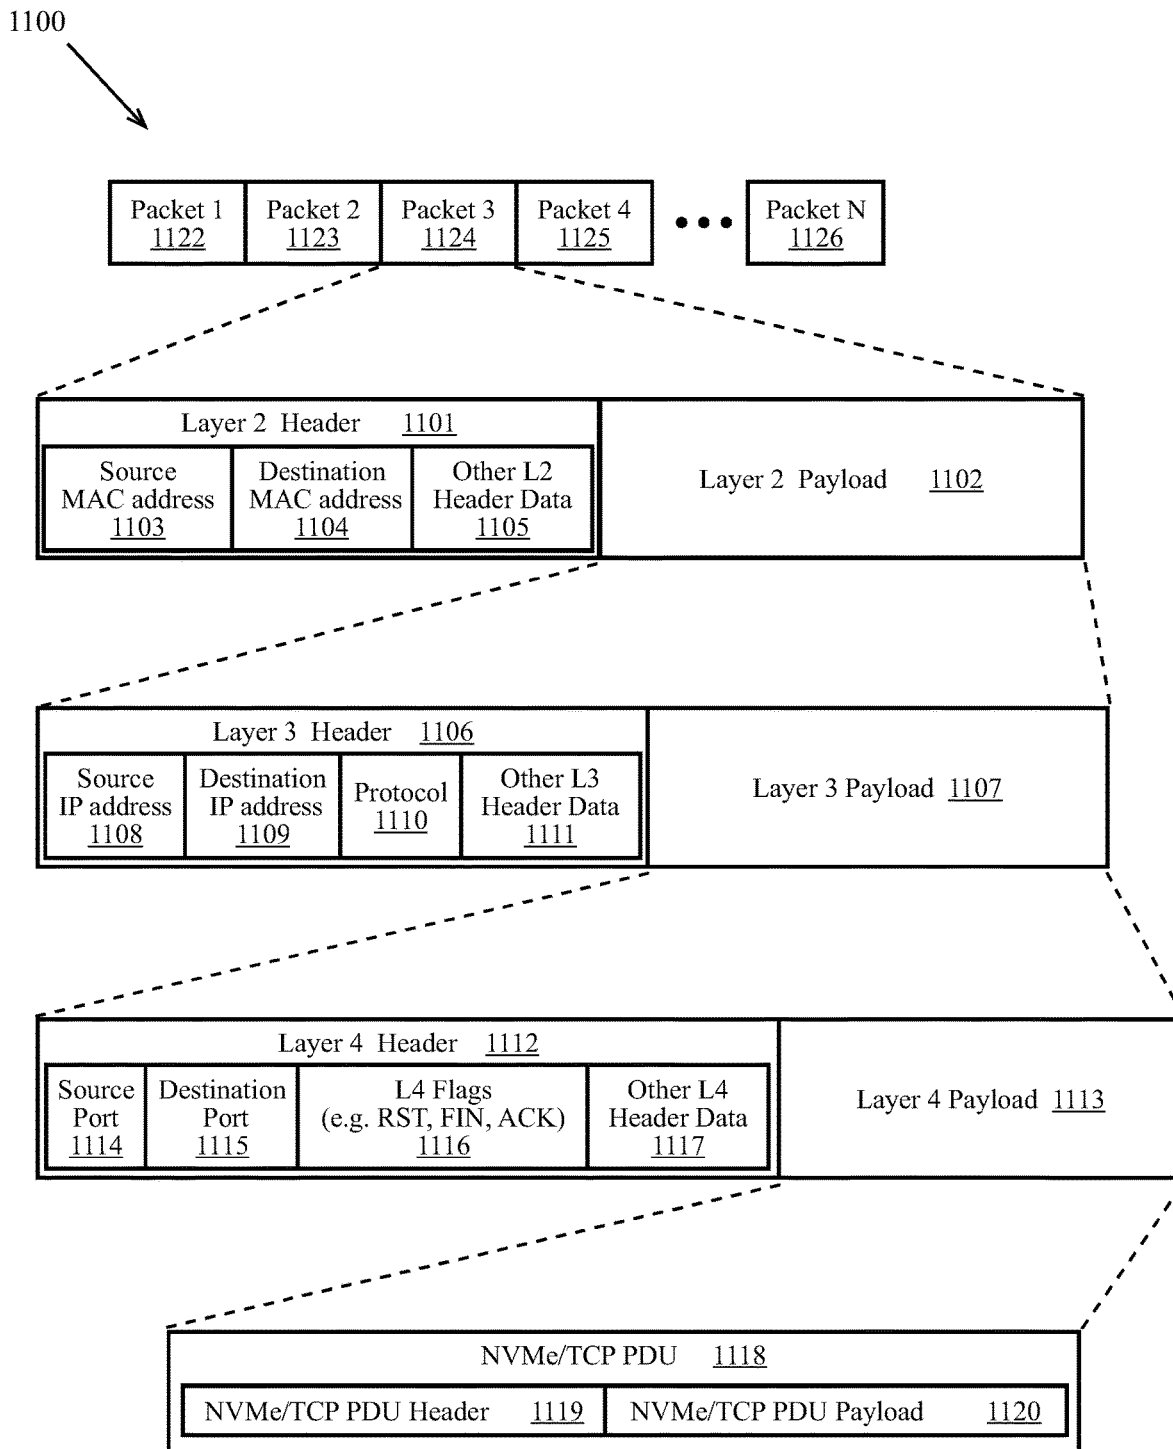 1100
Packet 1
1122
Packet 2
1123
Packet 3
1124
Packet 4
1125
Packet N
1126
Layer 2 Header 1101
Source
MAC address
1103
Destination
MAC address
1104
Other L2
Header Data
1105
Layer 2 Payload 1102
Layer 3 Header 1106
Source
IP address
1108
Destination
IP address
1109
Protocol
1110
Other L3
Header Data
1111
Layer 3 Payload 1107
Layer 4 Header 1112
Source
Port
1114
Destination
Port
1115
L4 Flags
(e.g. RST, FIN, ACK)
1116
Other L4
Header Data
1117
Layer 4 Payload 1113
NVMe/TCP PDU 1118
NVMe/TCP PDU Header 1119
NVMe/TCP PDU Payload 1120